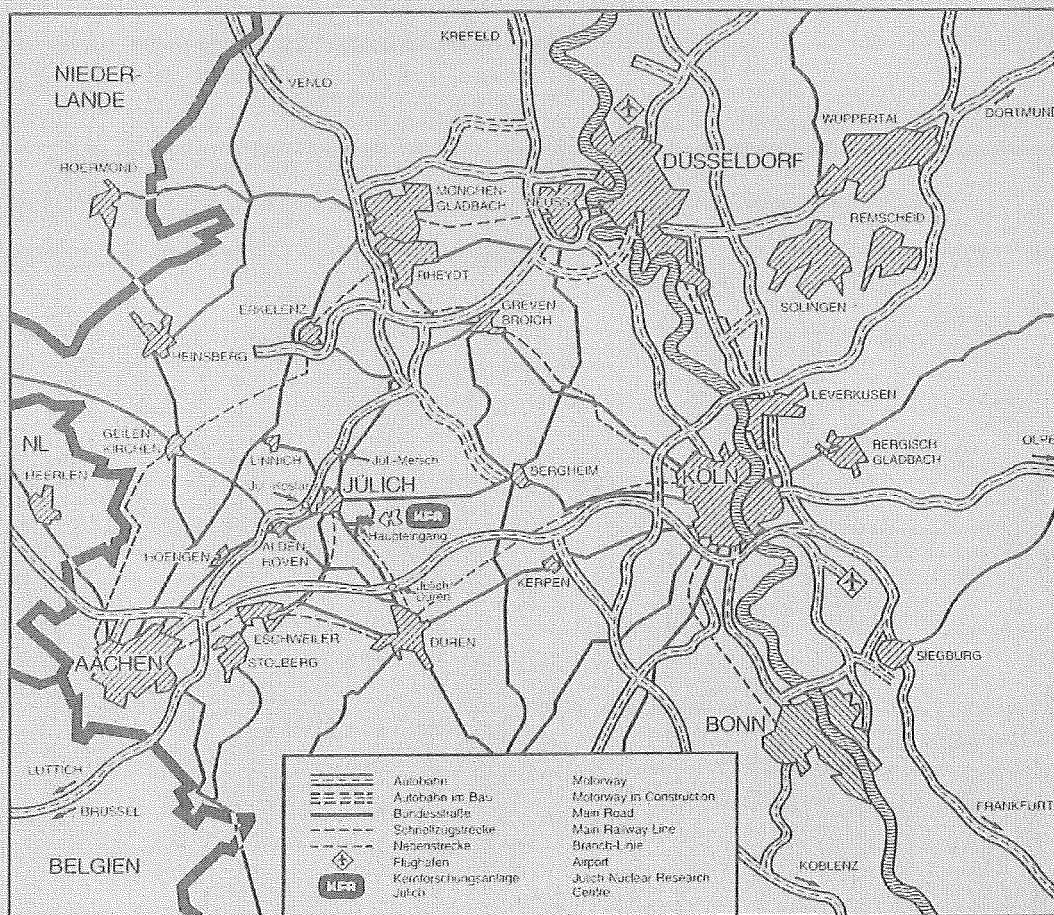 KREFELD
NIEDER-
LANDE
VENLO
DORTMUND
WUPPERTAL
DÜSSELDORF
ROERMOND
MÖNCHEN-
GLADBACH
NEUSS
REMSCHEID
RHEYDT
SOLINGEN
ERKELENZ
GREVEN
BROICH
HEINSBERG
LEVERKUSEN
GEILEN
KIRCHEN
NL
LINNICH
Jül.-Mersch
BERGHEIM
BERGISCH
GLADBACH
OLPE
HEERLEN
JÜLICH
KÖLN
KFA
Haupteingang
HOENGEN
ALDEN
HOVEN
KERPEN
Jülich
Düren
ESCHWEILER
DÜREN
AACHEN
STOLBERG
SIEGBURG
BONN
LÜTTICH
BRÜSSEL
FRANKFURT
BELGIEN
KOBLENZ
Autobahn Motorway
Autobahn im Bau Motorway in Construction
Bundesstraße Main Road
Schnellzugstrecke Main Railway Line
Nebenstrecke Branch-Line
Flughafen Airport
KFA Kernforschungsanlage Jülich Nuclear Research
Jülich Centre